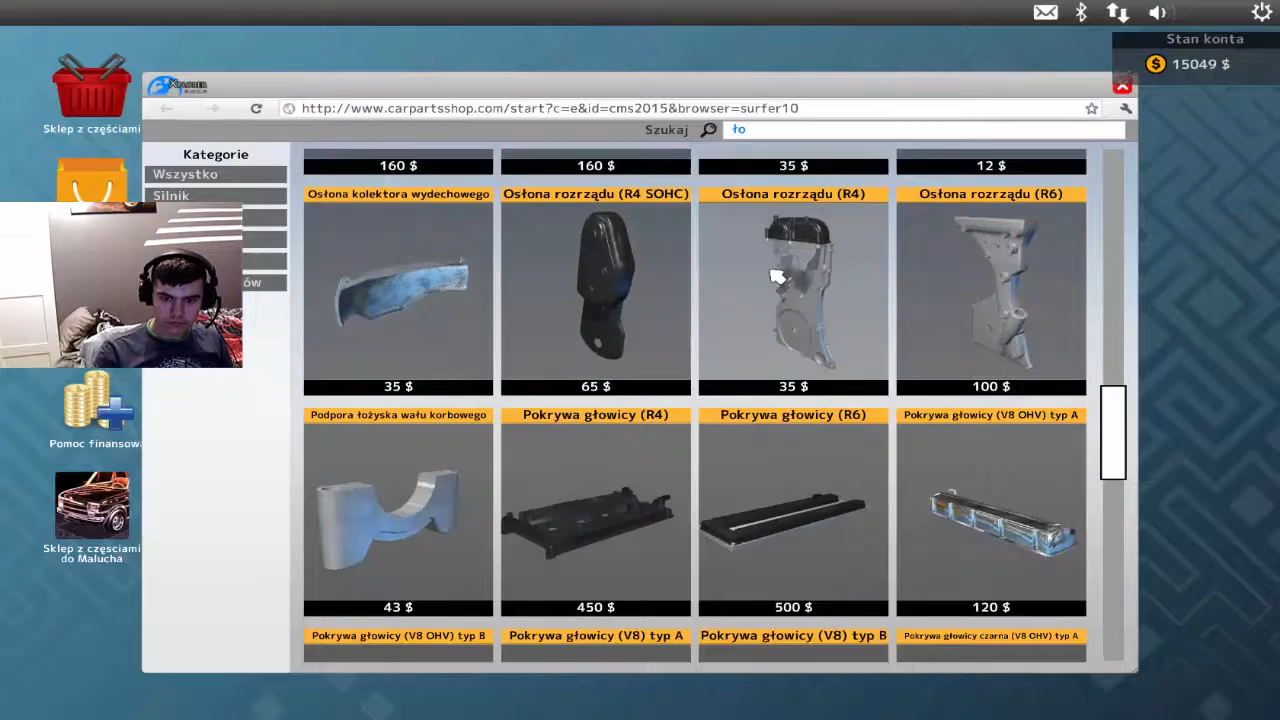 Stan konta
15049 $
Sklep z częściami
XPLORER
http://www.carpartsshop.com/start?c=e&id=cms2015&browser=surfer10
Szukaj
ło
Kategorie
Wszystko
Silnik
ów
160 $
160 $
35 $
12 $
Osłona kolektora wydechowego
Osłona rozrządu (R4 SOHC)
Osłona rozrządu (R4)
Osłona rozrządu (R6)
35 $
65 $
35 $
100 $
Podpora łożyska wału korbowego
Pokrywa głowicy (R4)
Pokrywa głowicy (R6)
Pokrywa głowicy (V8 OHV) typ A
43 $
450 $
500 $
120 $
Pokrywa głowicy (V8 OHV) typ B
Pokrywa głowicy (V8) typ A
Pokrywa głowicy (V8) typ B
Pokrywa głowicy czarna (V8 OHV) typ A
Pomoc finansowa
Sklep z częsciami
do Malucha